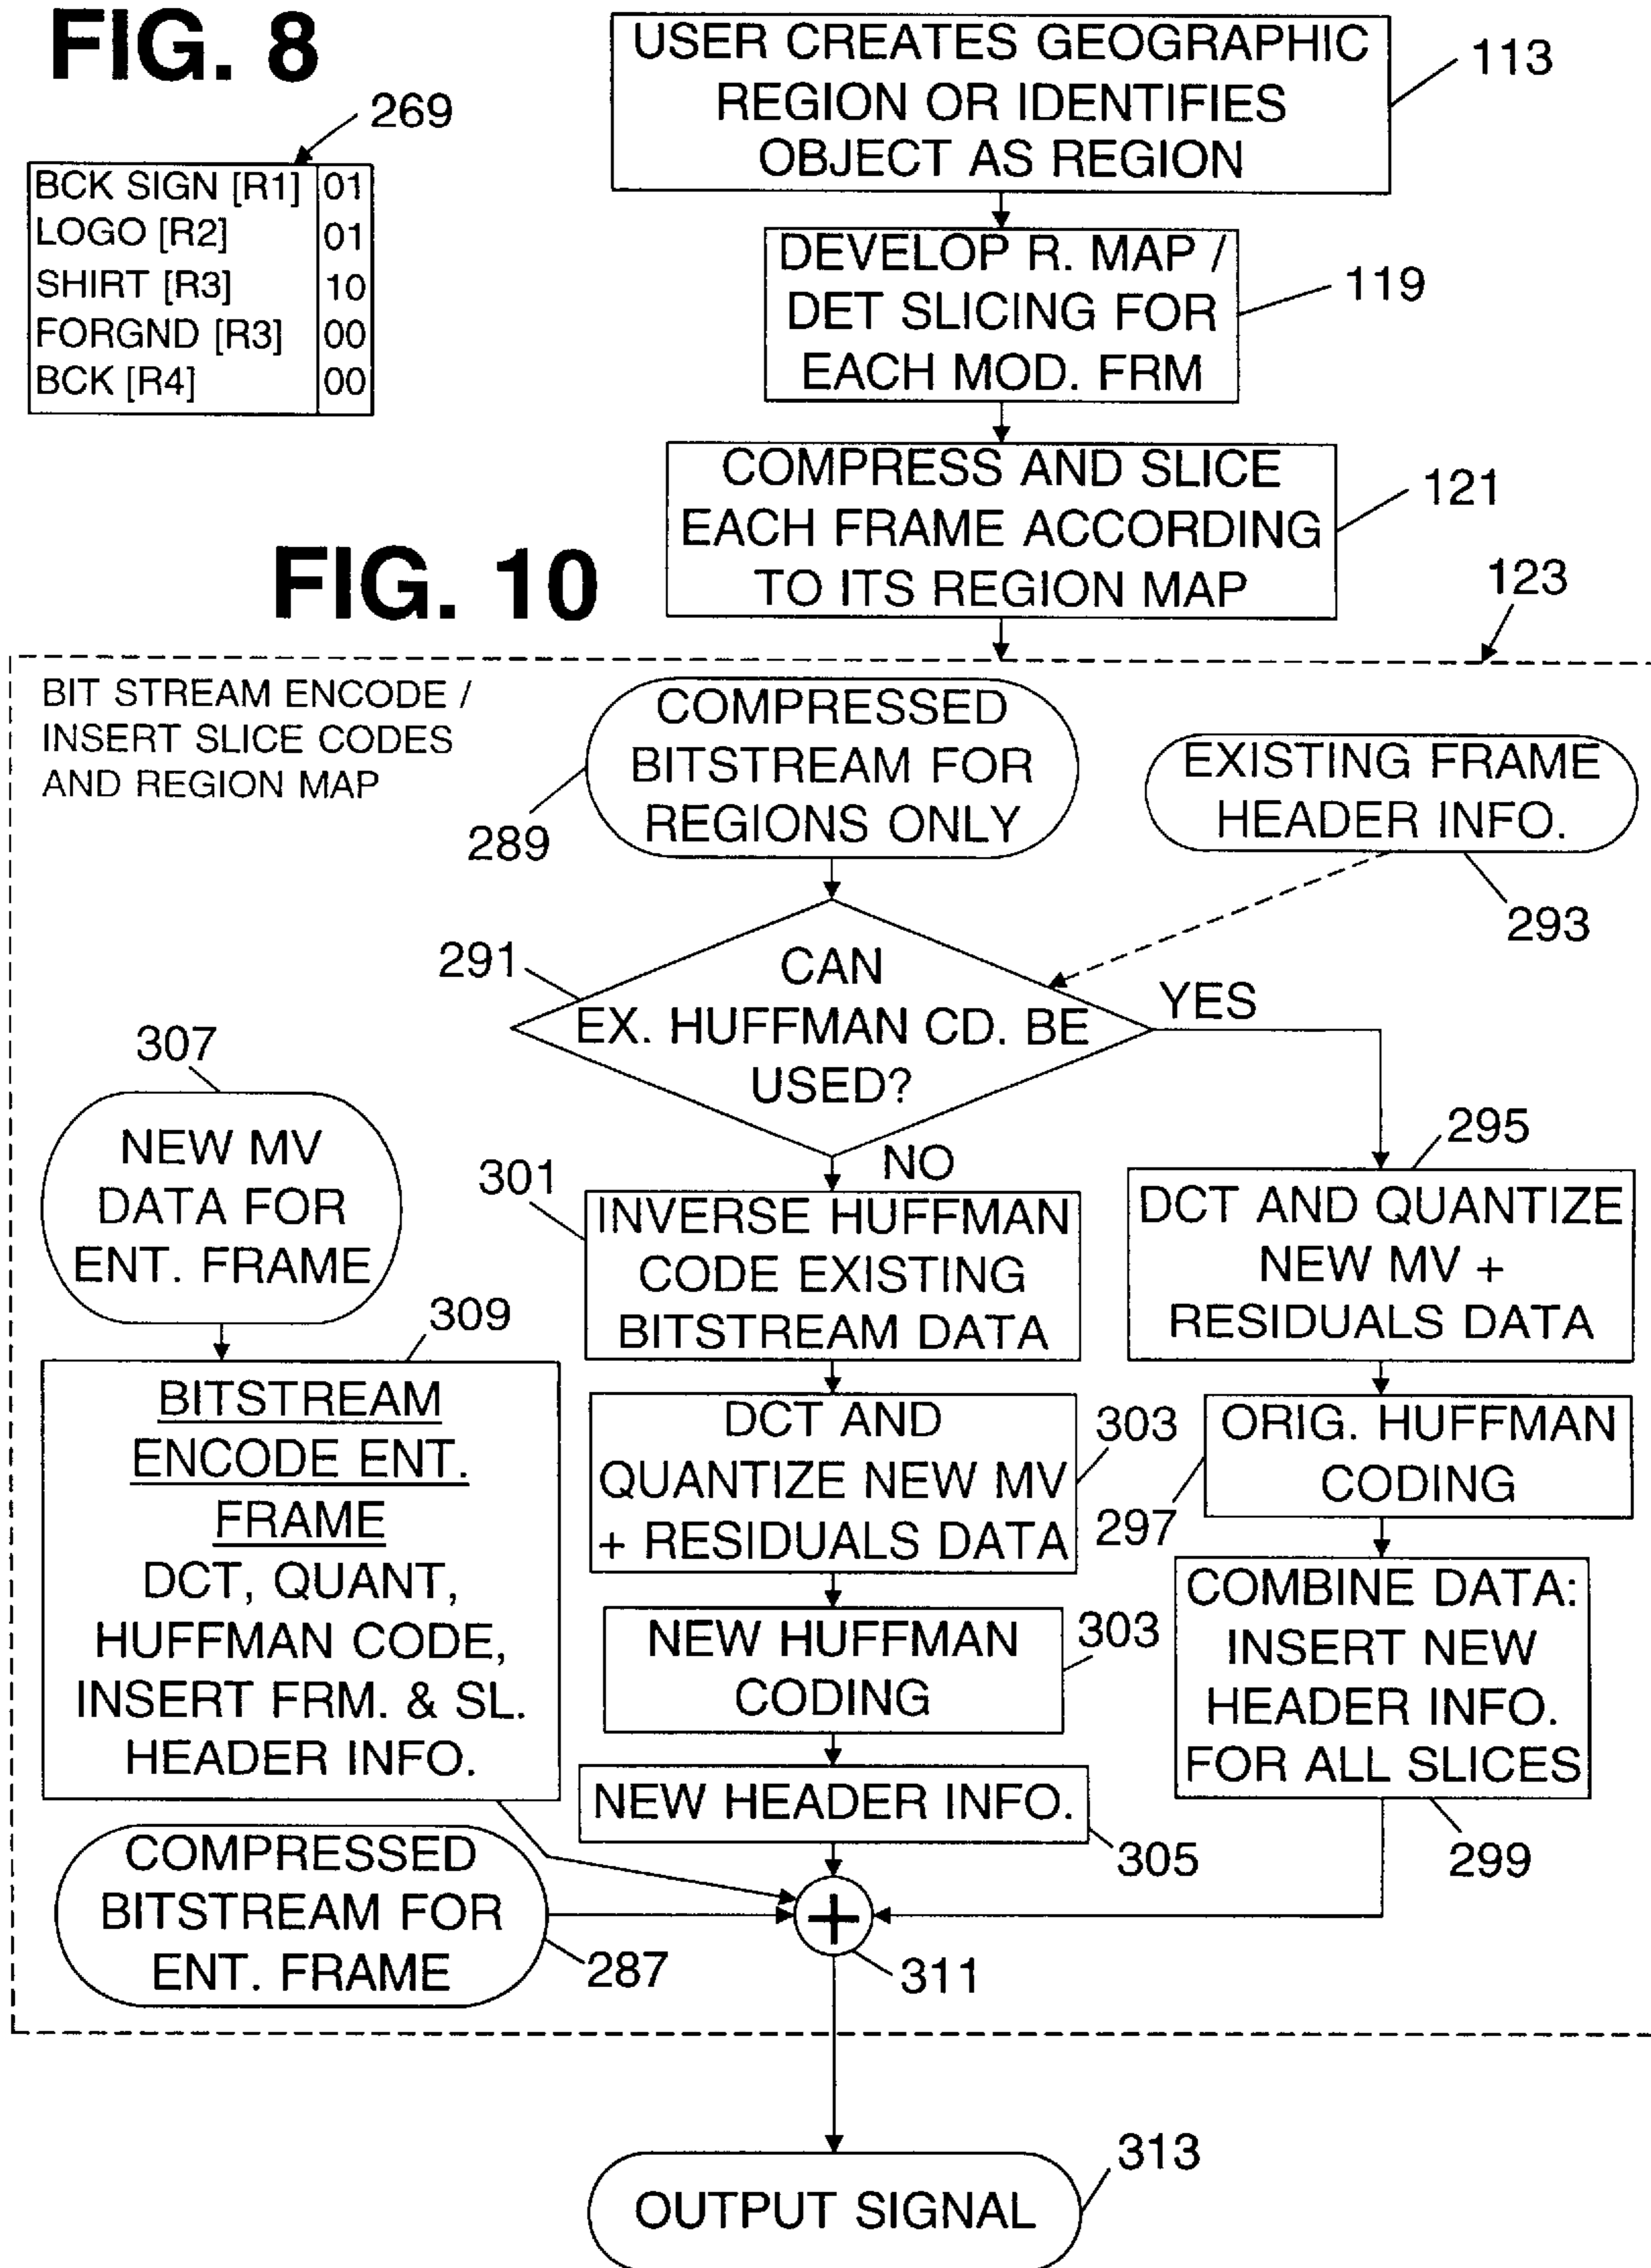 FIG. 8
269
BCK SIGN [R1] 01
LOGO [R2] 01
SHIRT [R3] 10
FORGND [R3] 00
BCK [R4] 00
USER CREATES GEOGRAPHIC
REGION OR IDENTIFIES
OBJECT AS REGION
113
DEVELOP R. MAP /
DET SLICING FOR
EACH MOD. FRM
119
COMPRESS AND SLICE
EACH FRAME ACCORDING
TO ITS REGION MAP
121
FIG. 10
123
BIT STREAM ENCODE /
INSERT SLICE CODES
AND REGION MAP
COMPRESSED
BITSTREAM FOR
REGIONS ONLY
289
EXISTING FRAME
HEADER INFO.
293
291
CAN
EX. HUFFMAN CD. BE
USED?
YES
NO
307
NEW MV
DATA FOR
ENT. FRAME
309
BITSTREAM
ENCODE ENT.
FRAME
DCT, QUANT,
HUFFMAN CODE,
INSERT FRM. & SL.
HEADER INFO.
301
INVERSE HUFFMAN
CODE EXISTING
BITSTREAM DATA
DCT AND
QUANTIZE NEW MV
+ RESIDUALS DATA
303
NEW HUFFMAN
CODING
303
NEW HEADER INFO.
305
295
DCT AND QUANTIZE
NEW MV +
RESIDUALS DATA
ORIG. HUFFMAN
CODING
297
COMBINE DATA:
INSERT NEW
HEADER INFO.
FOR ALL SLICES
299
COMPRESSED
BITSTREAM FOR
ENT. FRAME
287
+
311
OUTPUT SIGNAL
313